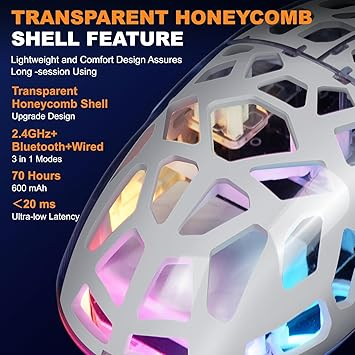 TRANSPARENT HONEYCOMB
SHELL FEATURE
Lightweight and Comfort Design Assures
Long -session Using
Transparent
Honeycomb Shell
Upgrade Design
2.4GHz+
Bluetooth+Wired
3 in 1 Modes
70 Hours
600 mAh
<20 ms
Ultra-low Latency